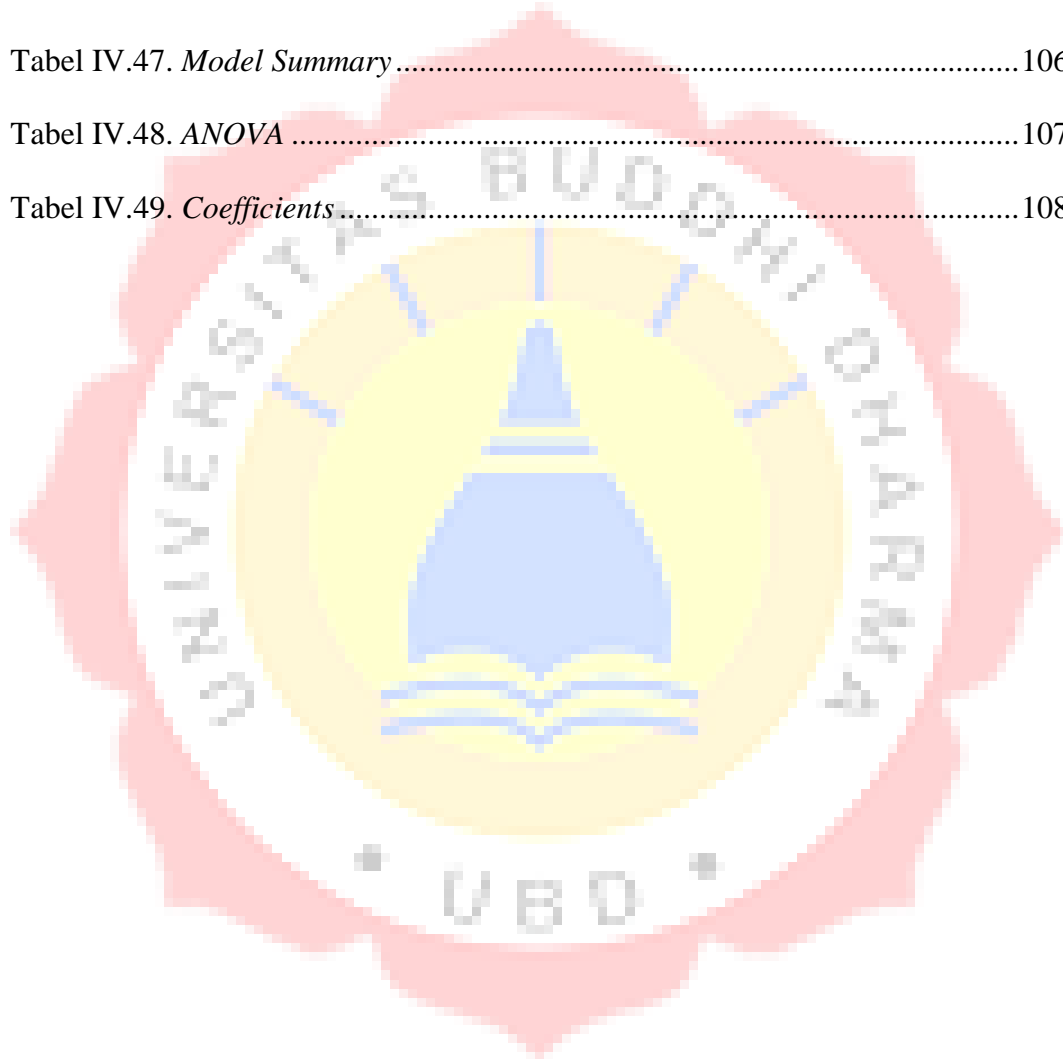 Tabel IV.47. Model Summary........................................................................106
Tabel IV.48. ANOVA ....................................................................................107
Tabel IV.49. Coefficients...............................................................................108
UNIVERSITAS BUDDHI DHARMA
• UBD •